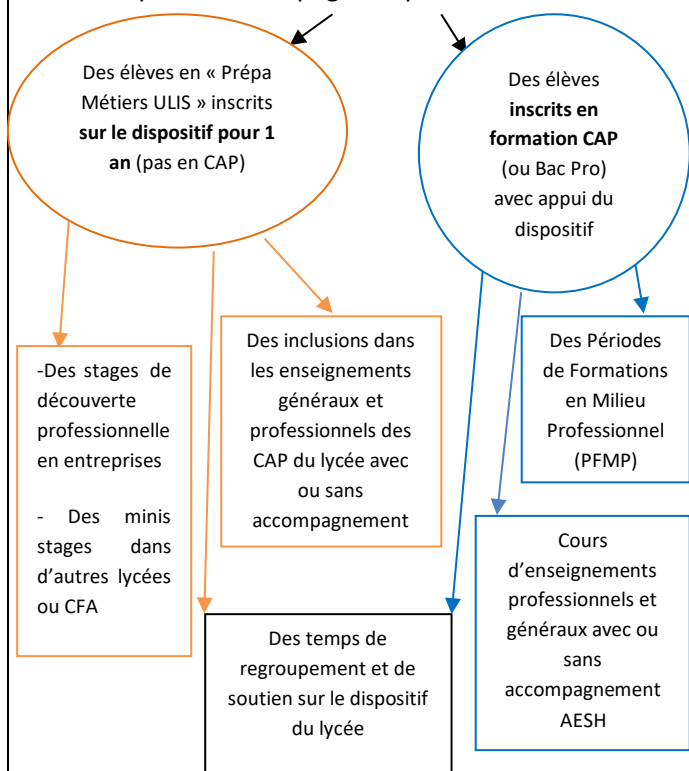 Des élèves en « Prépa
Métiers ULIS » inscrits
sur le dispositif pour 1
an (pas en CAP)
Des élèves
inscrits en
formation CAP
(ou Bac Pro)
avec appui du
dispositif
-Des stages de
découverte
professionnelle
en entreprises
- Des minis
stages dans
d’autres lycées
ou CFA
Des inclusions dans
les enseignements
généraux et
professionnels des
CAP du lycée avec
ou sans
accompagnement
Des Périodes
de Formations
en Milieu
Professionnel
(PFMP)
Des temps de
regroupement et de
soutien sur le dispositif
du lycée
Cours
d’enseignements
professionnels et
généraux avec ou
sans
accompagnement
AESH